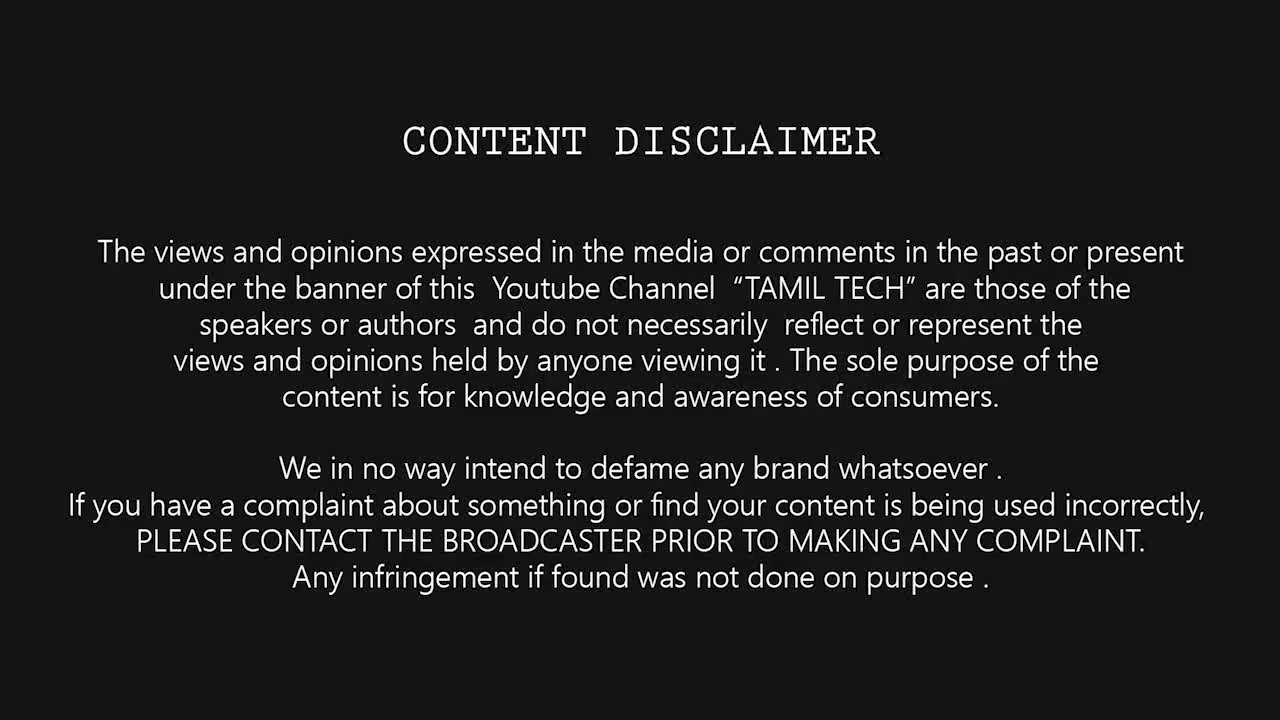 CONTENT DISCLAIMER
The views and opinions expressed in the media or comments in the past or present
under the banner of this Youtube Channel “TAMIL TECH” are those of the
speakers or authors and do not necessarily reflect or represent the
views and opinions held by anyone viewing it . The sole purpose of the
content is for knowledge and awareness of consumers.
We in no way intend to defame any brand whatsoever .
If you have a complaint about something or find your content is being used incorrectly,
PLEASE CONTACT THE BROADCASTER PRIOR TO MAKING ANY COMPLAINT.
Any infringement if found was not done on purpose .